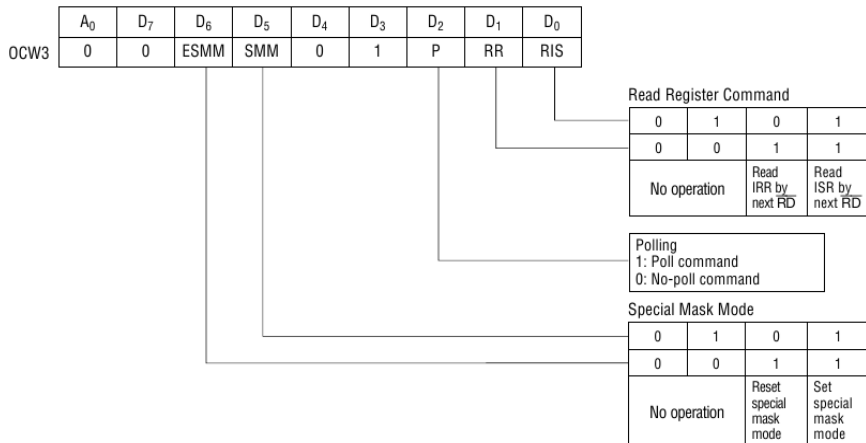 A0 D7 D6 D5 D4 D3 D2 D1 D0
OCW3 0 0 ESMM SMM 0 1 P RR RIS
Read Register Command
0 1 0 1
0 0 1 1
No operation
Read
IRR by
next RD
Read
ISR by
next RD
Polling
1: Poll command
0: No-poll command
Special Mask Mode
0 1 0 1
0 0 1 1
No operation
Reset
special
mask
mode
Set
special
mask
mode